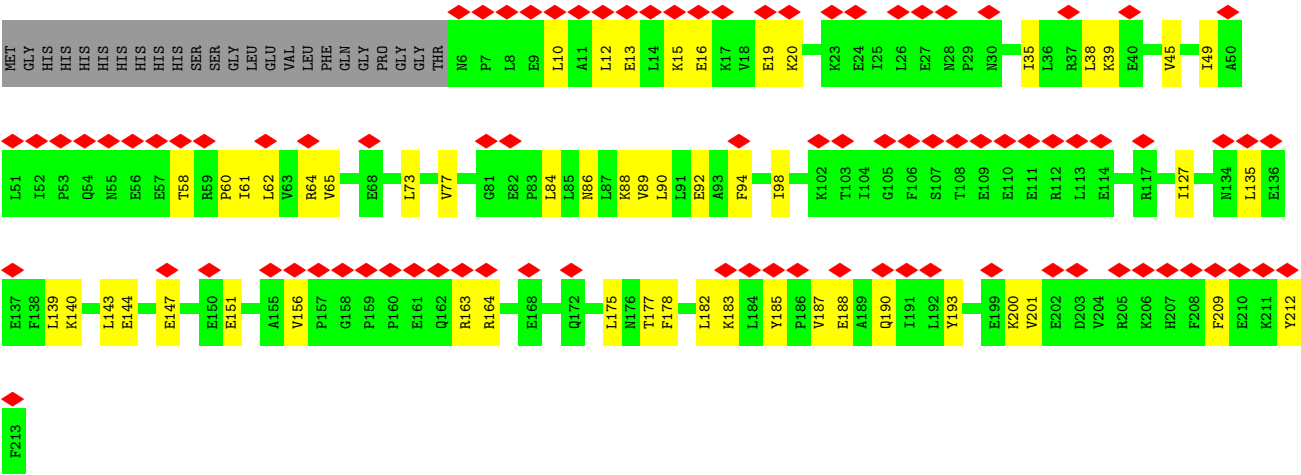 MET GLY HIS HIS HIS HIS HIS HIS HIS HIS SER SER GLY LEU GLU VAL LEU PHE GLN GLY PRO GLY GLY THR N6 P7 L8 E9 L10 A11 L12 E13 L14 K15 E16 K17 V18 E19 K20 K23 E24 I25 L26 E27 N28 P29 N30 I35 L36 R37 L38 K39 E40 V45 I49 A50
L51 I52 P53 Q54 N55 E56 E57 T58 R59 P60 I61 L62 V63 R64 V65 E68 L73 V77 G81 E82 P83 L84 L85 N86 L87 K88 V89 L90 L91 E92 A93 F94 I98 K102 T103 I104 G105 F106 S107 T108 E109 E110 E111 R112 L113 E114 R117 I127 N134 L135 E136
E137 F138 L139 K140 L143 E144 E147 E150 E151 A155 V156 P157 G158 P159 P160 E161 Q162 R163 R164 E168 Q172 L175 N176 T177 F178 L182 K183 L184 Y185 P186 V187 E188 A189 Q190 I191 L192 Y193 E199 K200 V201 E202 D203 V204 R205 K206 H207 F208 F209 E210 K211 Y212
F213